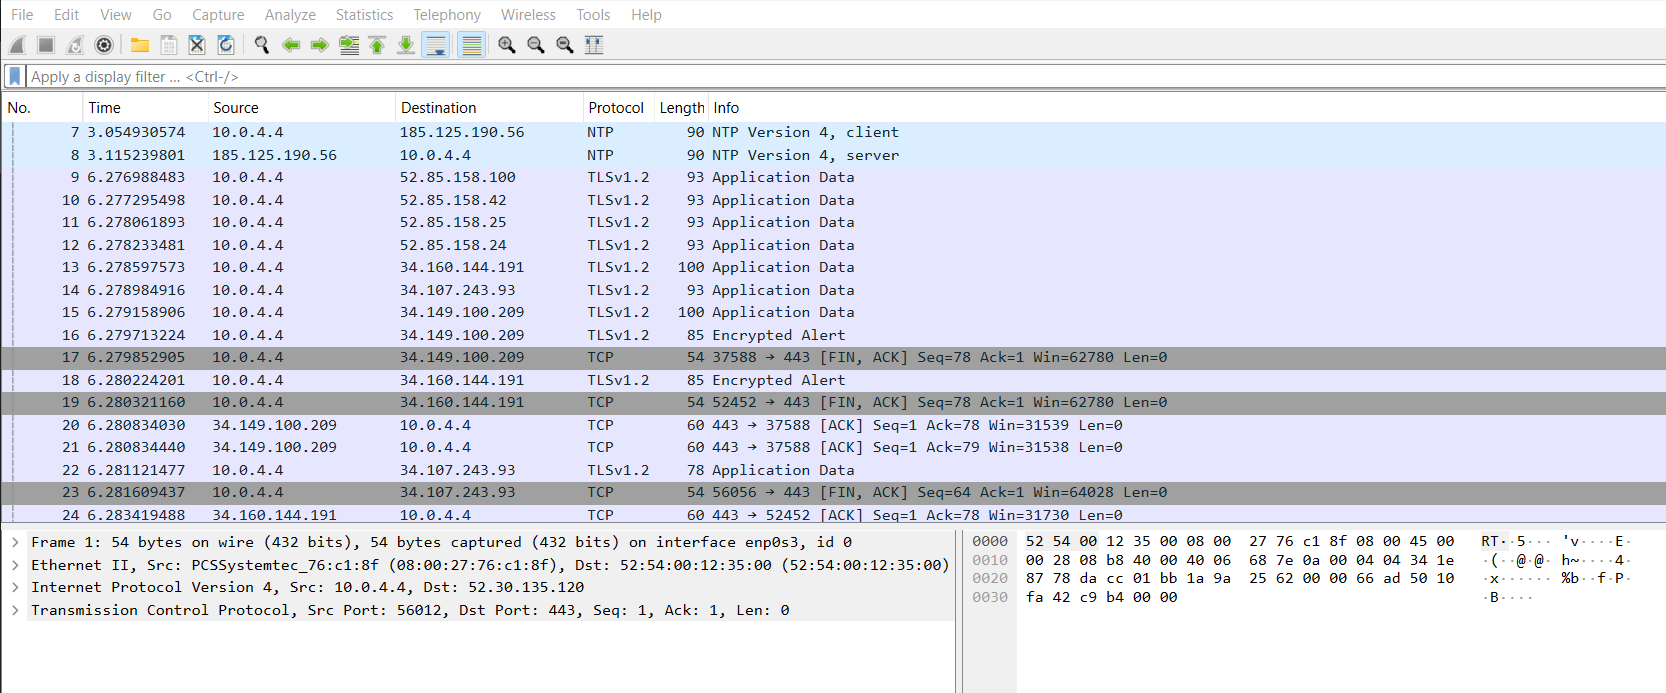 File Edit View Go Capture Analyze Statistics Telephony Wireless Tools Help
Apply a display filter … <Ctrl-/>
No. Time Source Destination Protocol Length Info
7 3.054930574 10.0.4.4 185.125.190.56 NTP 90 NTP Version 4, client
8 3.115239801 185.125.190.56 10.0.4.4 NTP 90 NTP Version 4, server
9 6.276988483 10.0.4.4 52.85.158.100 TLSv1.2 93 Application Data
10 6.277295498 10.0.4.4 52.85.158.42 TLSv1.2 93 Application Data
11 6.278061893 10.0.4.4 52.85.158.25 TLSv1.2 93 Application Data
12 6.278233481 10.0.4.4 52.85.158.24 TLSv1.2 93 Application Data
13 6.278597573 10.0.4.4 34.160.144.191 TLSv1.2 100 Application Data
14 6.278984916 10.0.4.4 34.107.243.93 TLSv1.2 93 Application Data
15 6.279158906 10.0.4.4 34.149.100.209 TLSv1.2 100 Application Data
16 6.279713224 10.0.4.4 34.149.100.209 TLSv1.2 85 Encrypted Alert
17 6.279852905 10.0.4.4 34.149.100.209 TCP 54 37588 → 443 [FIN, ACK] Seq=78 Ack=1 Win=62780 Len=0
18 6.280224201 10.0.4.4 34.160.144.191 TLSv1.2 85 Encrypted Alert
19 6.280321160 10.0.4.4 34.160.144.191 TCP 54 52452 → 443 [FIN, ACK] Seq=78 Ack=1 Win=62780 Len=0
20 6.280834030 34.149.100.209 10.0.4.4 TCP 60 443 → 37588 [ACK] Seq=1 Ack=78 Win=31539 Len=0
21 6.280834440 34.149.100.209 10.0.4.4 TCP 60 443 → 37588 [ACK] Seq=1 Ack=79 Win=31538 Len=0
22 6.281121477 10.0.4.4 34.107.243.93 TLSv1.2 78 Application Data
23 6.281609437 10.0.4.4 34.107.243.93 TCP 54 56056 → 443 [FIN, ACK] Seq=64 Ack=1 Win=64028 Len=0
24 6.283419488 34.160.144.191 10.0.4.4 TCP 60 443 → 52452 [ACK] Seq=1 Ack=78 Win=31730 Len=0
> Frame 1: 54 bytes on wire (432 bits), 54 bytes captured (432 bits) on interface enp0s3, id 0
> Ethernet II, Src: PCSSystemtec_76:c1:8f (08:00:27:76:c1:8f), Dst: 52:54:00:12:35:00 (52:54:00:12:35:00)
> Internet Protocol Version 4, Src: 10.0.4.4, Dst: 52.30.135.120
> Transmission Control Protocol, Src Port: 56012, Dst Port: 443, Seq: 1, Ack: 1, Len: 0
0000 52 54 00 12 35 00 08 00 27 76 c1 8f 08 00 45 00 RT··5··· 'v····E·
0010 00 28 08 b8 40 00 40 06 68 7e 0a 00 04 04 34 1e ·(··@·@· h~····4·
0020 87 78 da cc 01 bb 1a 9a 25 62 00 00 66 ad 50 10 ·x······ %b··f·P·
0030 fa 42 c9 b4 00 00 ·B····